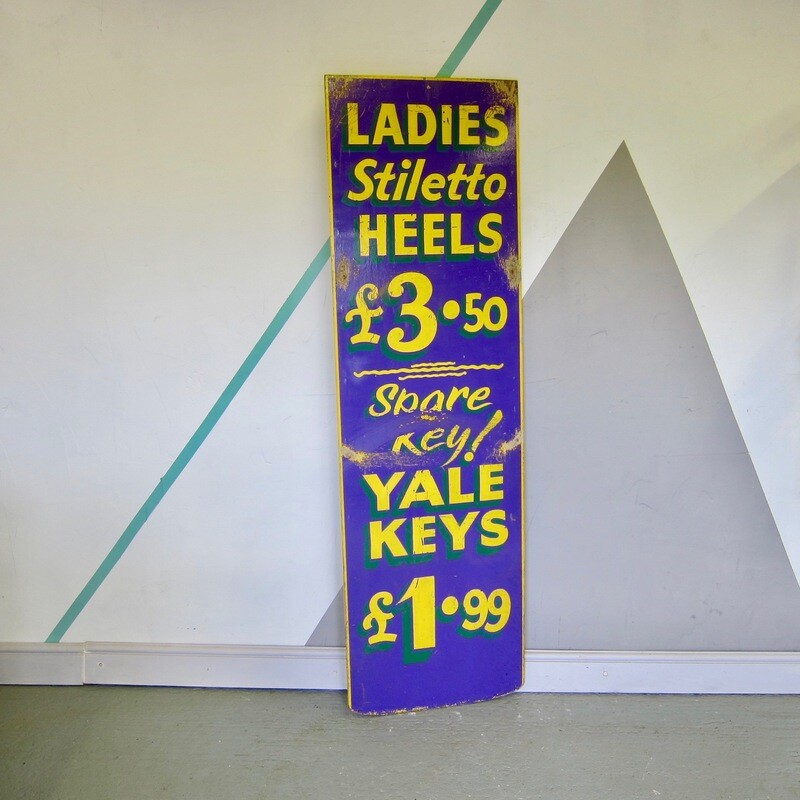 LADIES
Stiletto
HEELS
£3.50
Spare
Key!
YALE
KEYS
£1.99